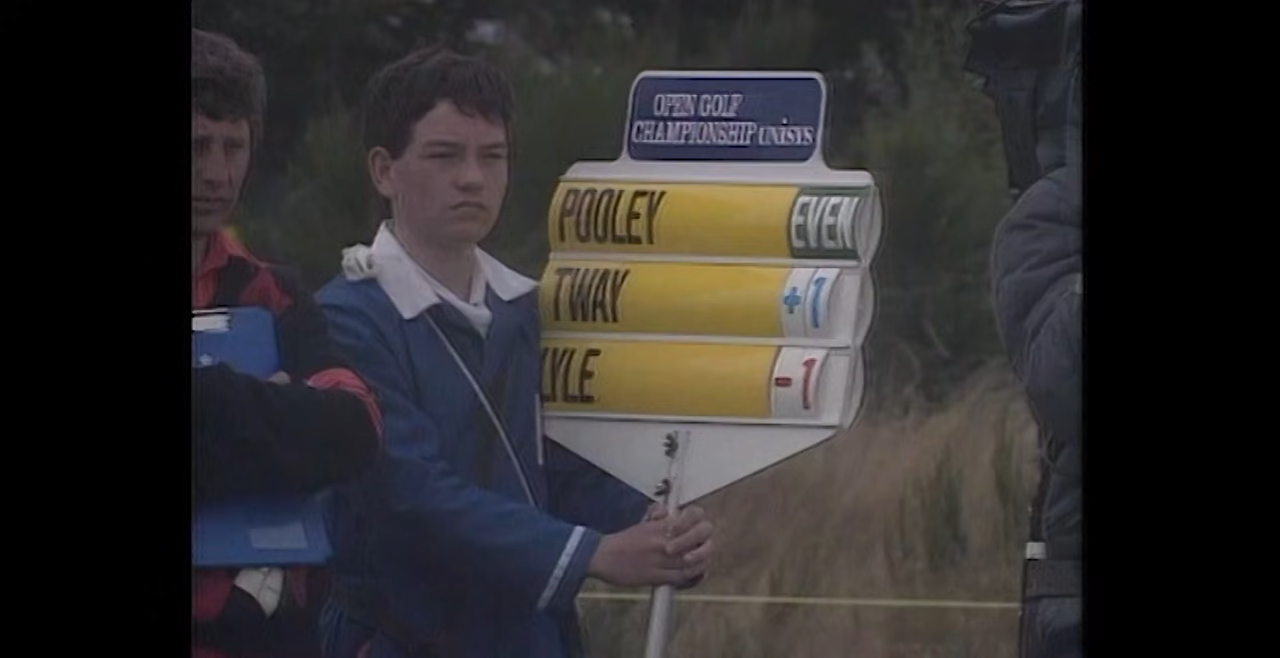 OPEN GOLF
CHAMPIONSHIP UNiSYS
POOLEY EVEN
TWAY +1
LYLE -1